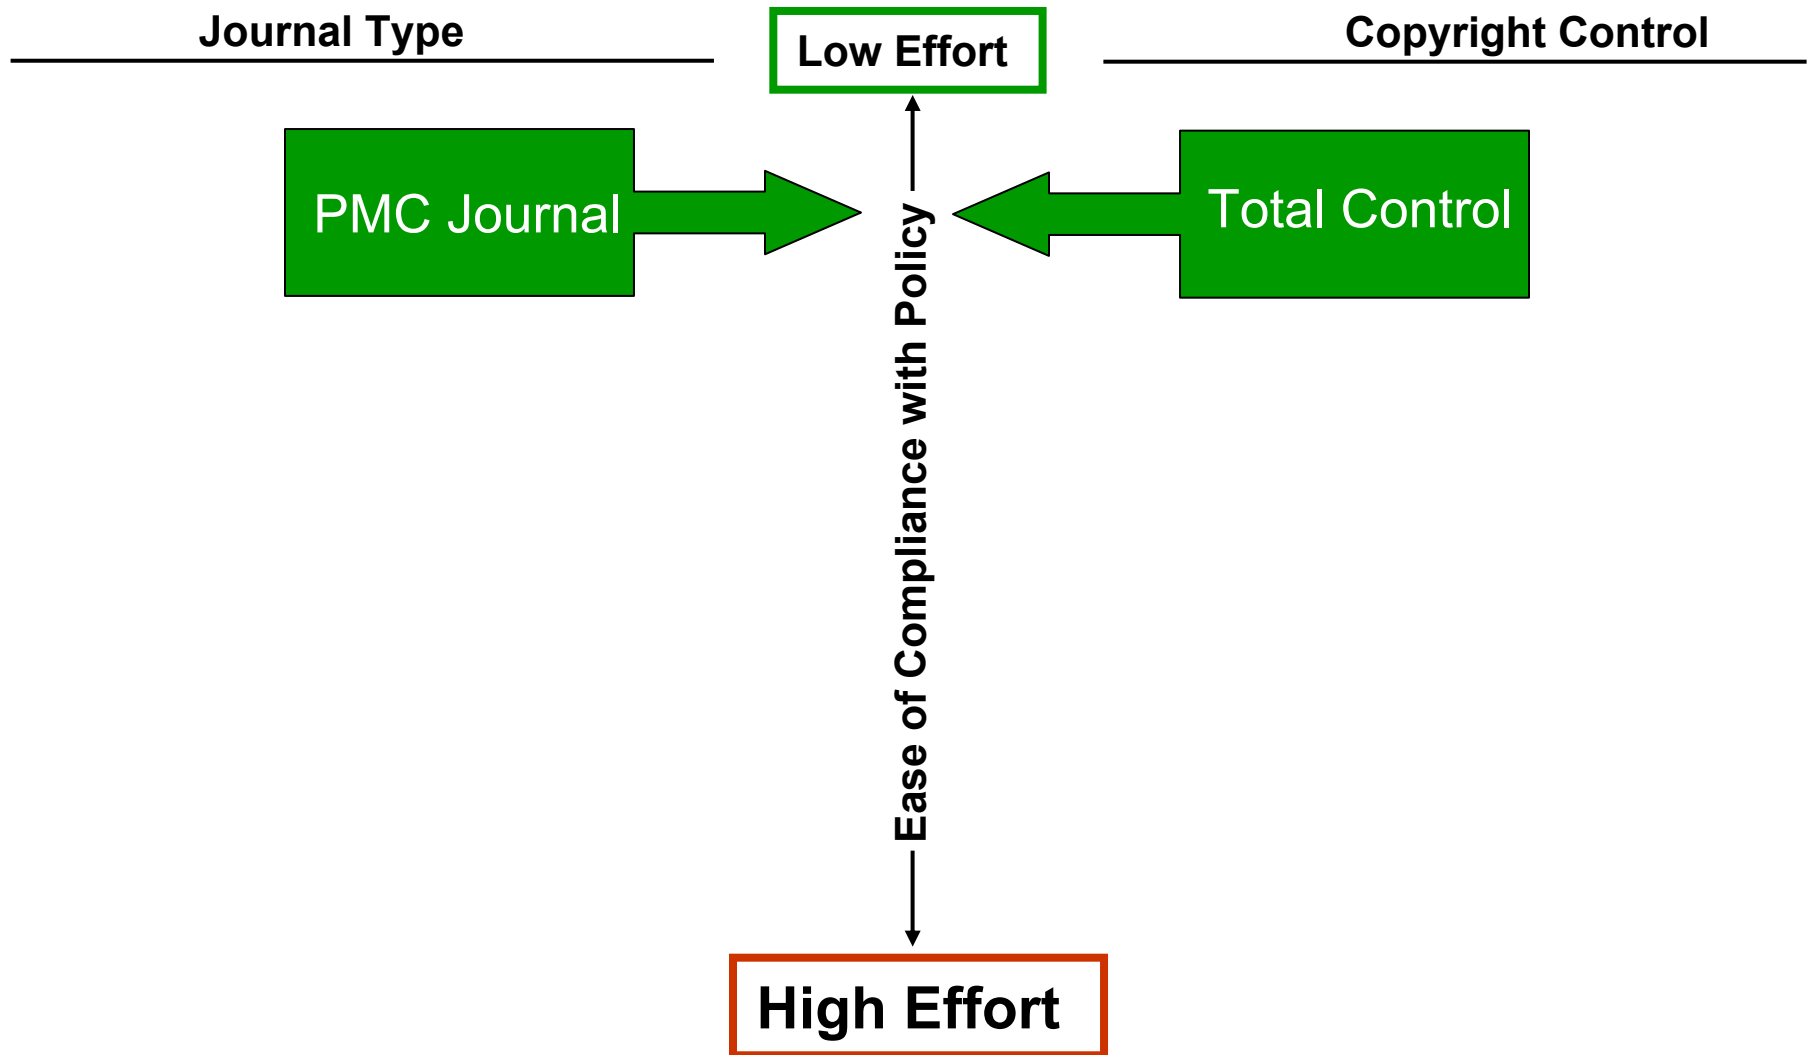 Journal Type
Low Effort
Copyright Control
PMC Journal
Total Control
Ease of Compliance with Policy
High Effort